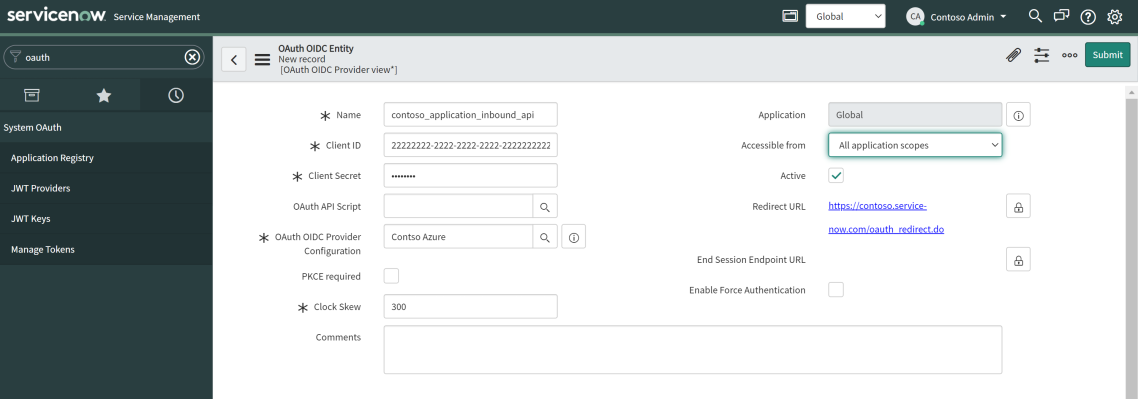 servicenow Service Management
Global
CA Contoso Admin
oauth
System OAuth
Application Registry
JWT Providers
JWT Keys
Manage Tokens
OAuth OIDC Entity
New record
[OAuth OIDC Provider view*]
Submit
Name contoso_application_inbound_api
Client ID 22222222-2222-2222-2222-2222222222
Client Secret ••••••••
OAuth API Script
OAuth OIDC Provider
Configuration
Contso Azure
PKCE required
Clock Skew 300
Comments
Application Global
Accessible from All application scopes
Active
Redirect URL https://contoso.service-
now.com/oauth_redirect.do
End Session Endpoint URL
Enable Force Authentication